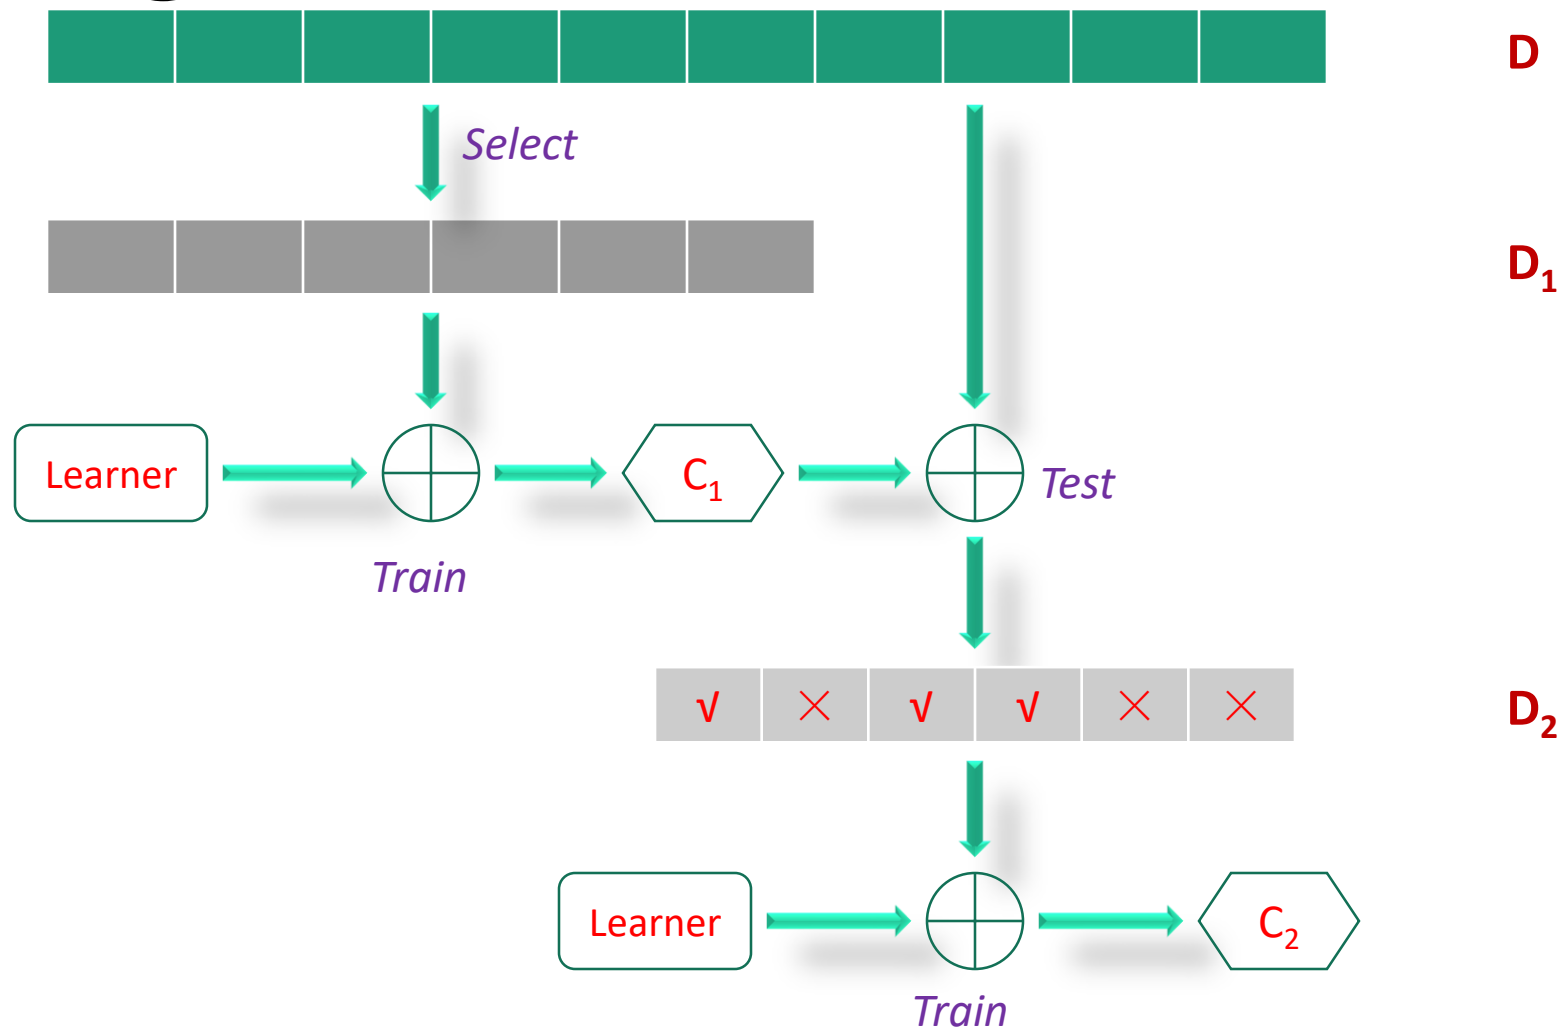 D
Select
D₁
Learner
C₁
Test
Train
√ × √ √ × ×
D₂
Learner
C₂
Train